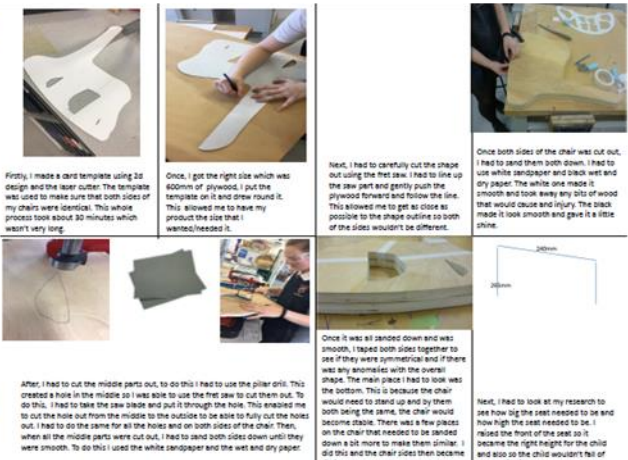 Firstly, I made a card template using 2d
design and the laser cutter. The template
was used to make sure that both sides of
my chairs were identical. This whole
process took about 30 minutes which
wasn't very long.
Once, I got the right size which was
600mm of plywood, I put the
template on it and drew round it.
This allowed me to have my
product the size that I
wanted/needed it.
Next, I had to carefully cut the shape
out using the fret saw. I had to line up
the saw part and gently push the
plywood forward and follow the line.
This allowed me to get as close as
possible to the shape outline so both
of the sides wouldn't be different.
Once both sides of the chair was cut out,
I had to sand them both down. I had to
use white sandpaper and black wet and
dry paper. The white one made it
smooth and took away any bits of wood
that would cause and injury. The black
made it look smooth and gave it a little
shine.
After, I had to cut the middle parts out, to do this I had to use the pillar drill. This
created a hole in the middle so I was able to use the fret saw to cut them out. To
do this, I had to take the saw blade and put it through the hole. This enabled me
to cut the hole out from the middle to the outside to be able to fully cut the holes
out. I had to do the same for all the holes and on both sides of the chair. Then,
when all the middle parts were cut out, I had to sand both sides down until they
were smooth. To do this I used the white sandpaper and the wet and dry paper.
Once it was all sanded down and was
smooth, I taped both sides together to
see if they were symmetrical and if there
was any anomalies with the overall
shape. The main place I had to look was
the bottom. This is because the chair
would need to stand up and by them
both being the same, the chair would
become stable. There was a few places
on the chair that needed to be sanded
down a bit more to make them similar. I
did this and the chair sides then became
240mm
Next, I had to look at my research to
see how big the seat needed to be and
how high the seat needed to be. I
raised the front of the seat so it
became the right height for the child
and also so the child wouldn't fall of